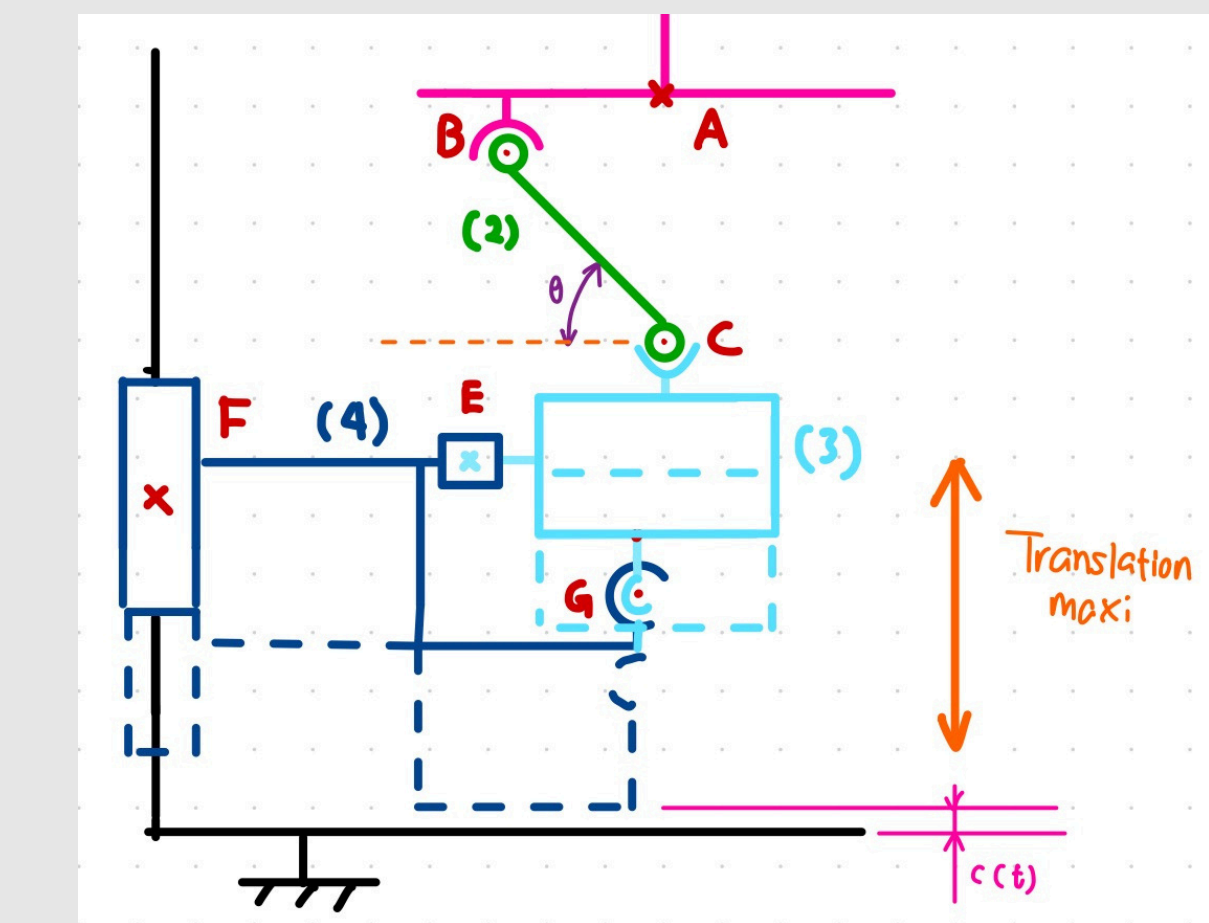 A
B
(2)
θ
C
E
F
(4)
(3)
G
Translation
maxi
c(t)